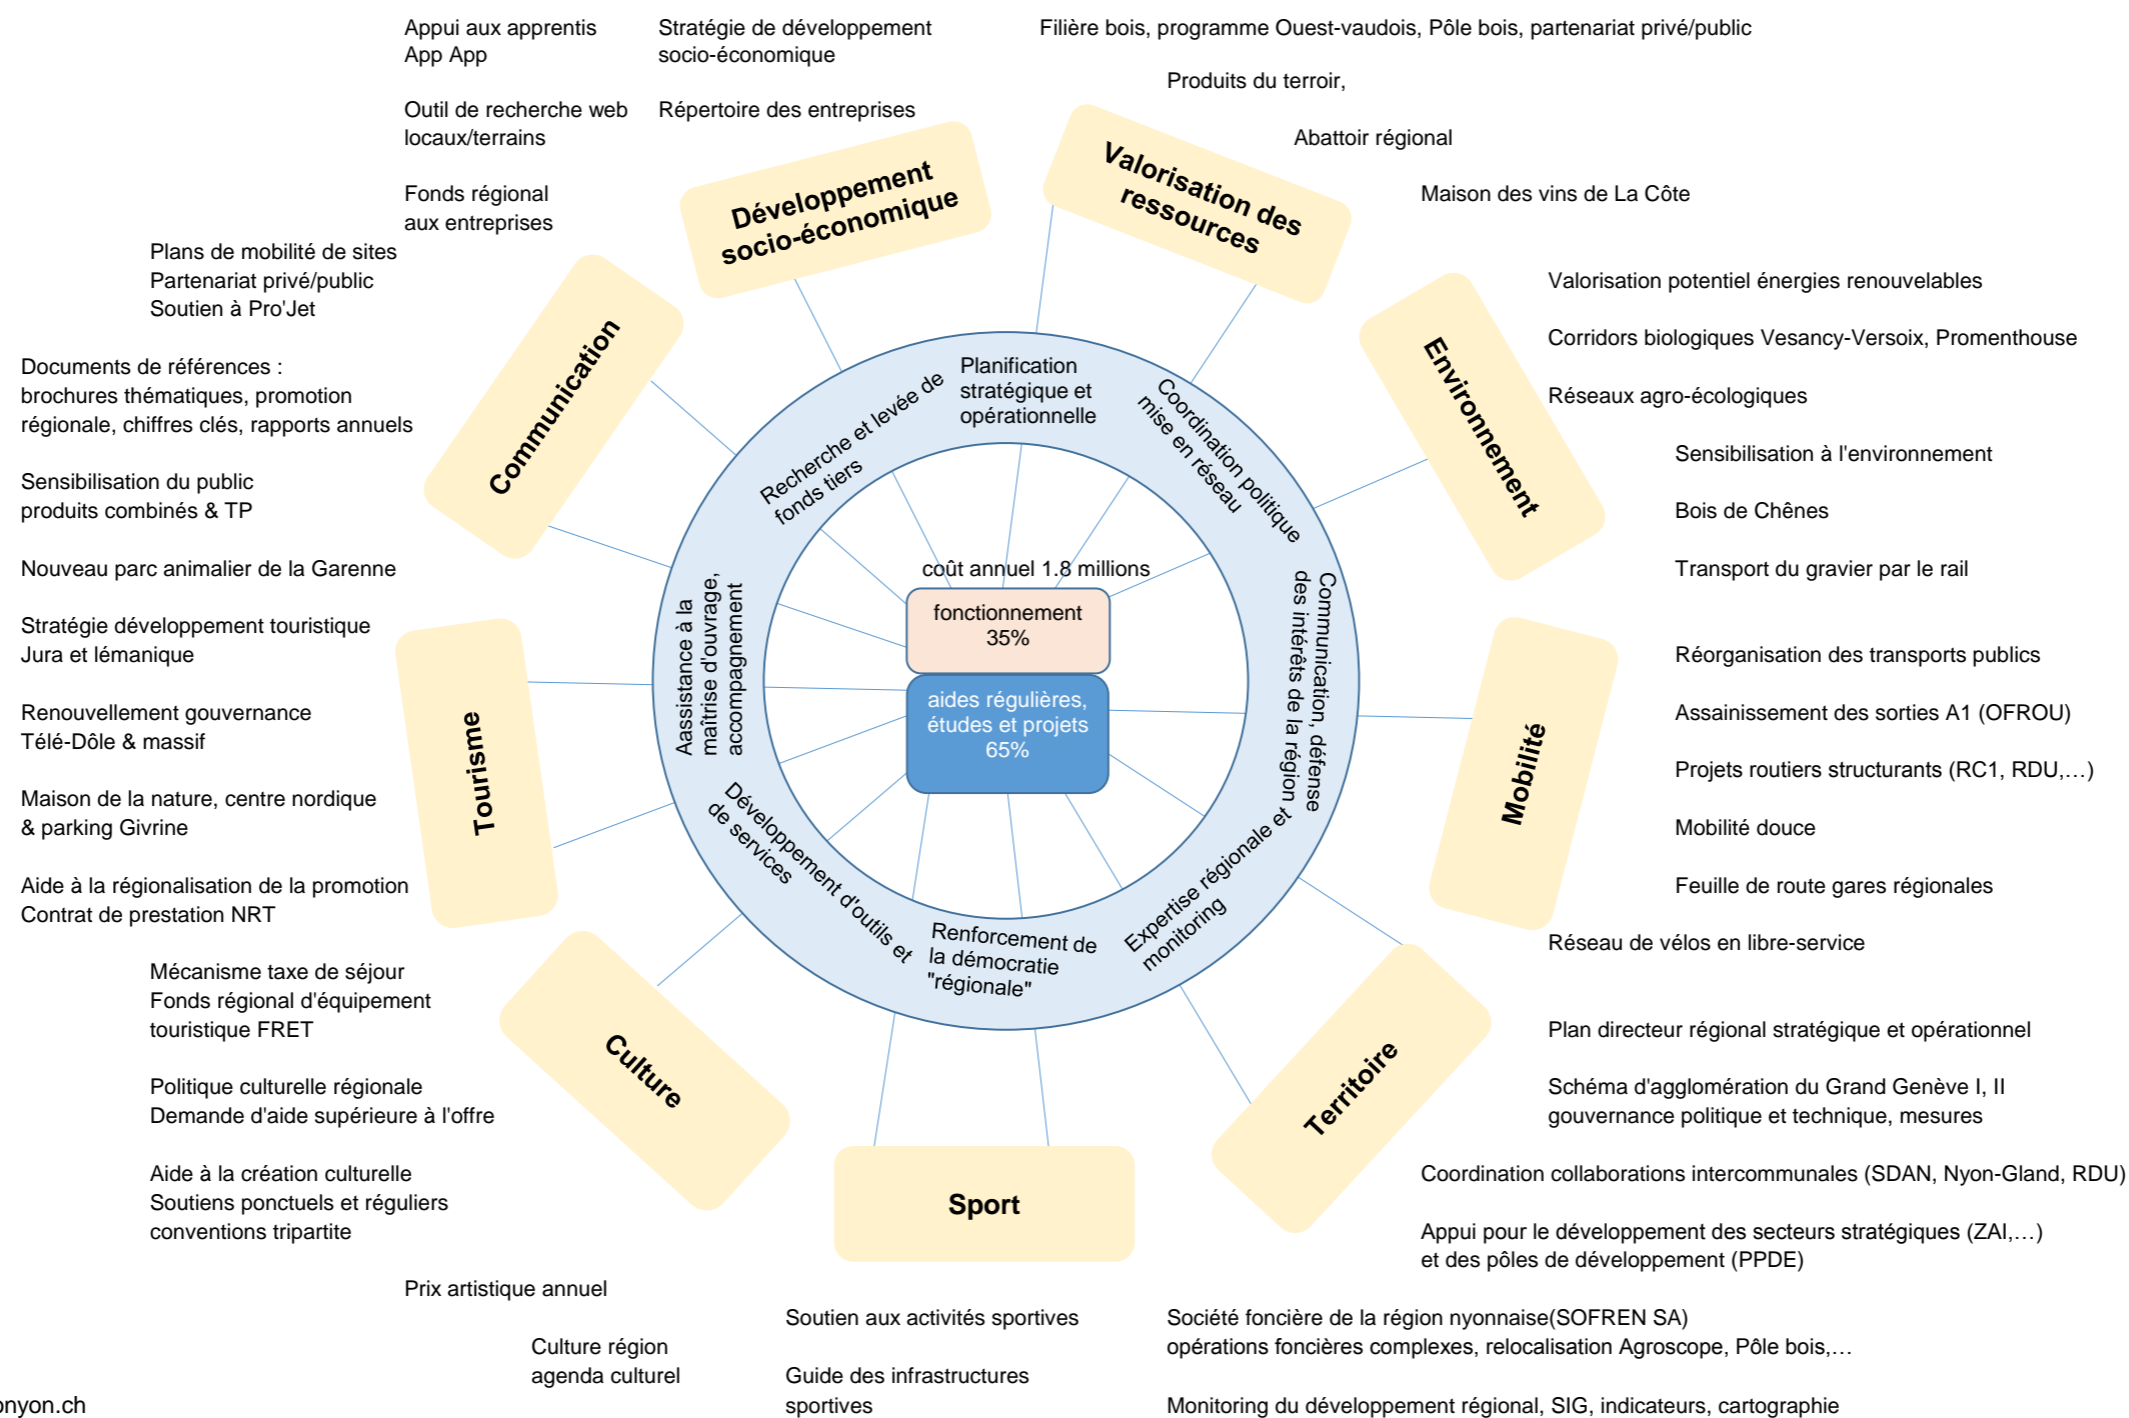 Appui aux apprentis
App App
Outil de recherche web
locaux/terrains
Fonds régional
aux entreprises
Stratégie de développement
socio-économique
Répertoire des entreprises
Filière bois, programme Ouest-vaudois, Pôle bois, partenariat privé/public
Produits du terroir,
Abattoir régional
Maison des vins de La Côte
Développement
socio-économique
Valorisation des
ressources
Plans de mobilité de sites
Partenariat privé/public
Soutien à Pro'Jet
Documents de références :
brochures thématiques, promotion
régionale, chiffres clés, rapports annuels
Sensibilisation du public
produits combinés & TP
Nouveau parc animalier de la Garenne
Stratégie développement touristique
Jura et lémanique
Renouvellement gouvernance
Télé-Dôle & massif
Maison de la nature, centre nordique
& parking Givrine
Aide à la régionalisation de la promotion
Contrat de prestation NRT
Mécanisme taxe de séjour
Fonds régional d'équipement
touristique FRET
Politique culturelle régionale
Demande d'aide supérieure à l'offre
Aide à la création culturelle
Soutiens ponctuels et réguliers
conventions tripartite
Prix artistique annuel
Culture région
agenda culturel
Communication
Tourisme
Culture
Sport
Territoire
Mobilité
Environnement
Planification
stratégique et
opérationnelle
Coordination politique
mise en réseau
Communication, défense
des intérêts de la région
Expertise régionale et
monitoring
Renforcement de
la démocratie
"régionale"
Développement d'outils et
de services
Aassistance à la
maîtrise d'ouvrage,
accompagnement
Recherche et levée de
fonds tiers
coût annuel 1.8 millions
fonctionnement
35%
aides régulières,
études et projets
65%
Valorisation potentiel énergies renouvelables
Corridors biologiques Vesancy-Versoix, Promenthouse
Réseaux agro-écologiques
Sensibilisation à l'environnement
Bois de Chênes
Transport du gravier par le rail
Réorganisation des transports publics
Assainissement des sorties A1 (OFROU)
Projets routiers structurants (RC1, RDU,…)
Mobilité douce
Feuille de route gares régionales
Réseau de vélos en libre-service
Plan directeur régional stratégique et opérationnel
Schéma d'agglomération du Grand Genève I, II
gouvernance politique et technique, mesures
Coordination collaborations intercommunales (SDAN, Nyon-Gland, RDU)
Appui pour le développement des secteurs stratégiques (ZAI,…)
et des pôles de développement (PPDE)
Soutien aux activités sportives
Guide des infrastructures
sportives
Société foncière de la région nyonnaise(SOFREN SA)
opérations foncières complexes, relocalisation Agroscope, Pôle bois,…
Monitoring du développement régional, SIG, indicateurs, cartographie
onyon.ch